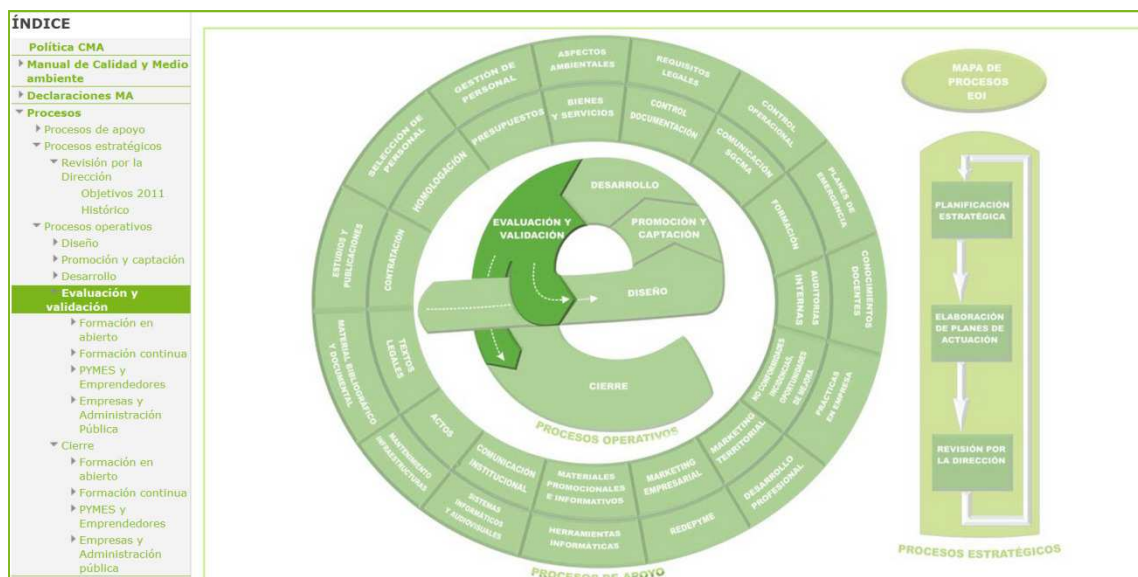 ÍNDICE
Política CMA
Manual de Calidad y Medio
ambiente
Declaraciones MA
Procesos
Procesos de apoyo
Procesos estratégicos
Revisión por la
Dirección
Objetivos 2011
Histórico
Procesos operativos
Diseño
Promoción y captación
Desarrollo
Evaluación y
validación
Formación en
abierto
Formación continua
PYMES y
Emprendedores
Empresas y
Administración
Pública
Cierre
Formación en
abierto
Formación continua
PYMES y
Emprendedores
Empresas y
Administración
pública
ASPECTOS
AMBIENTALES
REQUISITOS
LEGALES
CONTROL
OPERACIONAL
PLANES DE
EMERGENCIA
CONOCIMIENTOS
DOCENTES
PRÁCTICAS
EN EMPRESA
DESARROLLO
PROFESIONAL
REDEPYME
HERRAMIENTAS
INFORMÁTICAS
SISTEMAS
INFORMÁTICOS
Y AUDIOVISUALES
MANTENIMIENTO
INFRAESTRUCTURAS
MATERIAL BIBLIOGRÁFICO
Y DOCUMENTAL
ESTUDIOS Y
PUBLICACIONES
SELECCIÓN DE
PERSONAL
GESTIÓN DE
PERSONAL
BIENES
Y SERVICIOS
CONTROL
DOCUMENTACIÓN
COMUNICACIÓN
SGCMA
FORMACIÓN
AUDITORIAS
INTERNAS
NO CONFORMIDADES
INCIDENCIAS,
OPORTUNIDADES
DE MEJORA
MARKETING
TERRITORIAL
MARKETING
EMPRESARIAL
MATERIALES
PROMOCIONALES
E INFORMATIVOS
COMUNICACIÓN
INSTITUCIONAL
ACTOS
TEXTOS
LEGALES
CONTRATACIÓN
HOMOLOGACIÓN
PRESUPUESTOS
DESARROLLO
EVALUACIÓN Y
VALIDACIÓN
PROMOCIÓN Y
CAPTACIÓN
DISEÑO
CIERRE
PROCESOS OPERATIVOS
PROCESOS DE APOYO
MAPA DE
PROCESOS
EOI
PLANIFICACIÓN
ESTRATÉGICA
ELABORACIÓN
DE PLANES DE
ACTUACIÓN
REVISIÓN POR
LA DIRECCIÓN
PROCESOS ESTRATÉGICOS